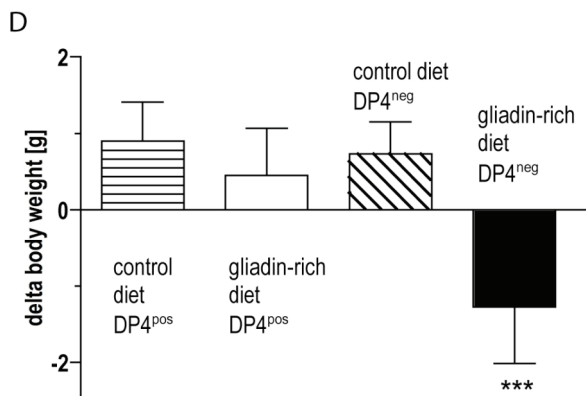 D
delta body weight [g]
2
0
-2
control diet
DP4ⁿᵉᵍ
gliadin-rich
diet
DP4ⁿᵉᵍ
control
diet
DP4ᵖᵒˢ
gliadin-rich
diet
DP4ᵖᵒˢ
***